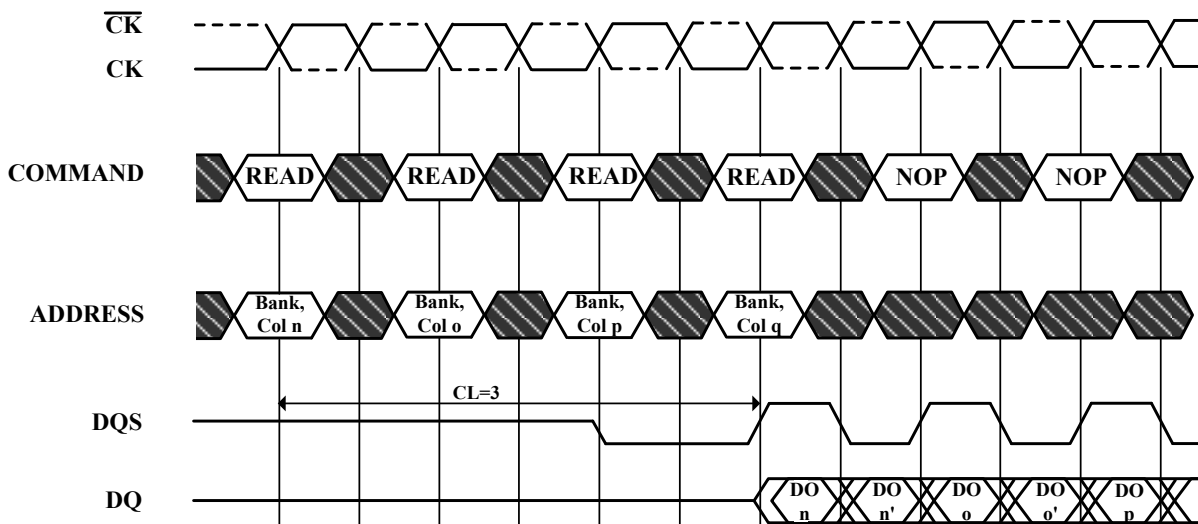 CK
CK
COMMAND READ READ READ READ NOP NOP
ADDRESS Bank, Col n Bank, Col o Bank, Col p Bank, Col q
CL=3
DQS
DQ DO n DO n' DO o DO o' DO p